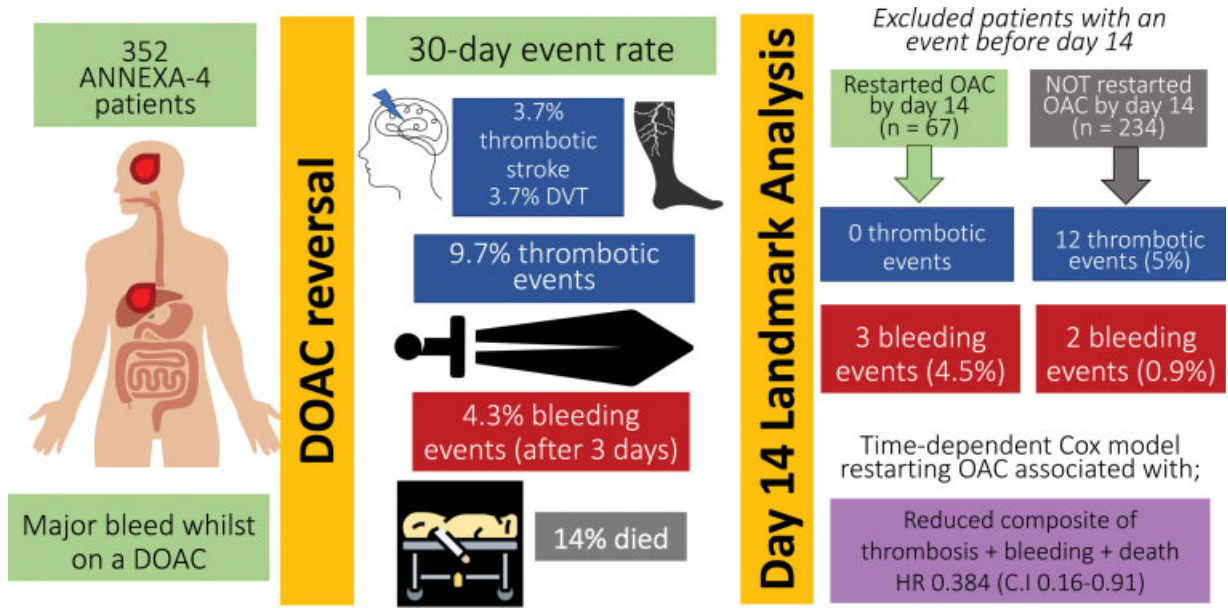 352
ANNEXA-4
patients
Major bleed whilst
on a DOAC
DOAC reversal
30-day event rate
3.7%
thrombotic
stroke
3.7% DVT
9.7% thrombotic
events
4.3% bleeding
events (after 3 days)
14% died
Day 14 Landmark Analysis
Excluded patients with an
event before day 14
Restarted OAC
by day 14
(n = 67)
NOT restarted
OAC by day 14
(n = 234)
0 thrombotic
events
12 thrombotic
events (5%)
3 bleeding
events (4.5%)
2 bleeding
events (0.9%)
Time-dependent Cox model
restarting OAC associated with;
Reduced composite of
thrombosis + bleeding + death
HR 0.384 (C.I 0.16-0.91)